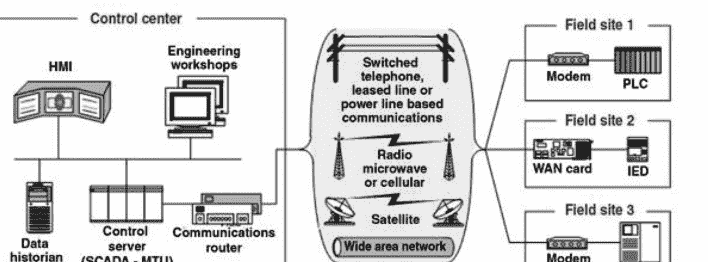 Control center
HMI
Engineering
workshops
Data
historian
Control
server
(SCADA - MTU)
Communications
router
Switched
telephone,
leased line or
power line based
communications
Radio
microwave
or cellular
Satellite
Wide area network
Field site 1
Modem
PLC
Field site 2
WAN card
IED
Field site 3
Modem